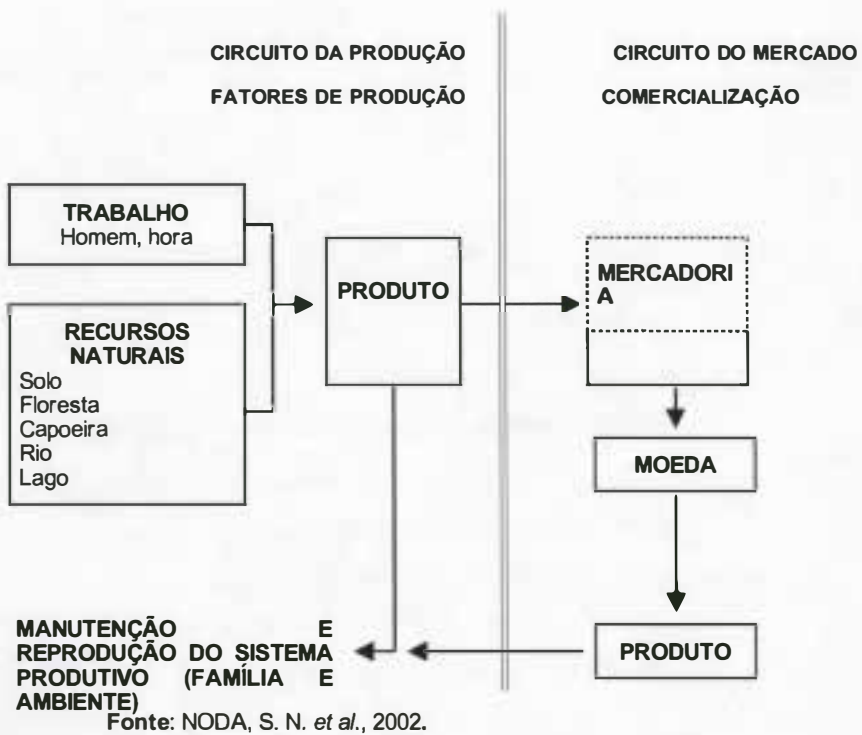 CIRCUITO DA PRODUÇÃO
CIRCUITO DO MERCADO
FATORES DE PRODUÇÃO
COMERCIALIZAÇÃO
TRABALHO
Homem, hora
RECURSOS
NATURAIS
Solo
Floresta
Capoeira
Rio
Lago
PRODUTO
MERCADORI
A
MOEDA
PRODUTO
MANUTENÇÃO E
REPRODUÇÃO DO SISTEMA
PRODUTIVO (FAMÍLIA E
AMBIENTE)
Fonte: NODA, S. N. et al., 2002.